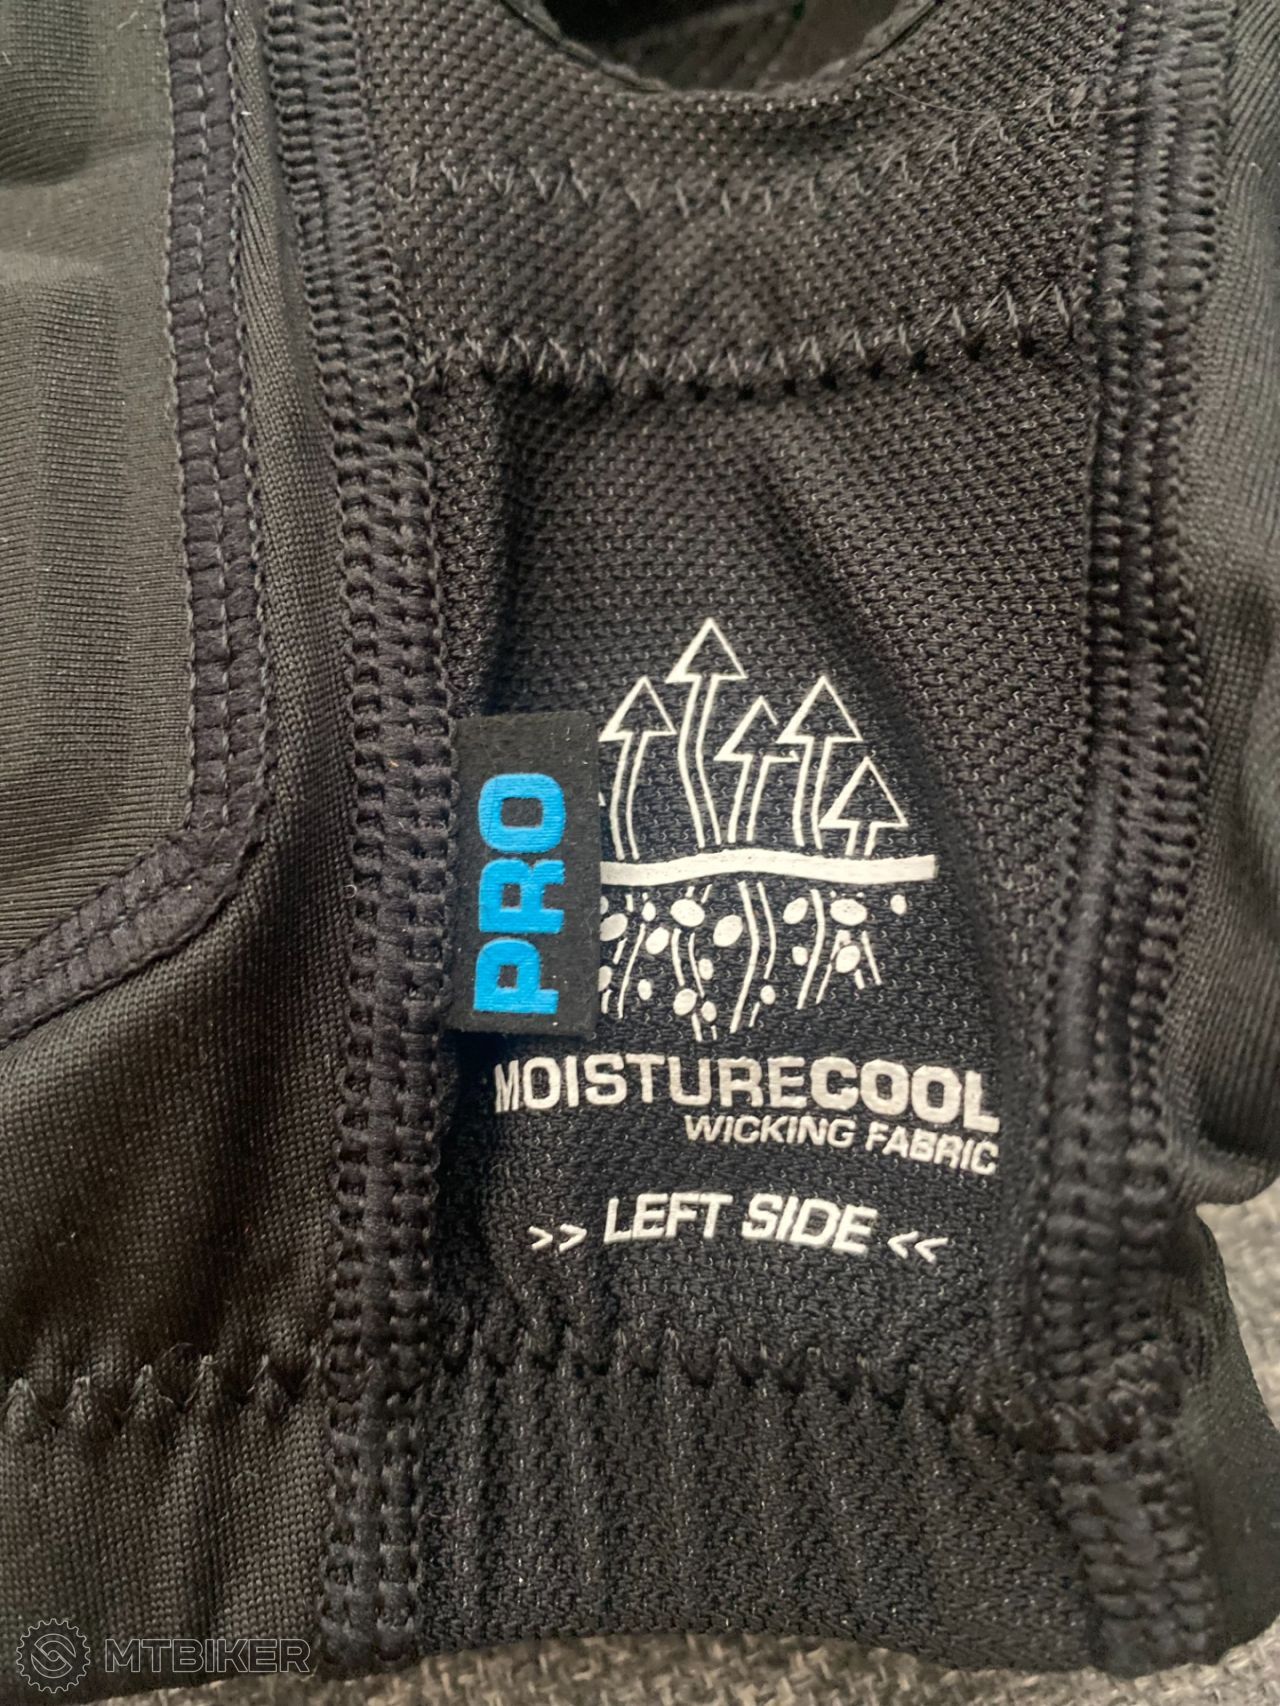 PRO
MOISTURECOOL
WICKING FABRIC
>> LEFT SIDE <<
MTBIKER